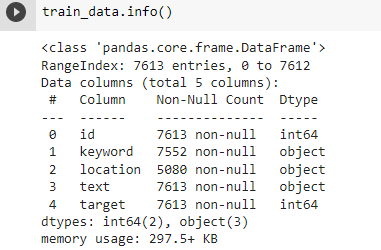 train_data.info()
<class 'pandas.core.frame.DataFrame'>
RangeIndex: 7613 entries, 0 to 7612
Data columns (total 5 columns):
 #   Column    Non-Null Count  Dtype
---  ------    --------------  -----
 0   id        7613 non-null   int64
 1   keyword   7552 non-null   object
 2   location  5080 non-null   object
 3   text      7613 non-null   object
 4   target    7613 non-null   int64
dtypes: int64(2), object(3)
memory usage: 297.5+ KB